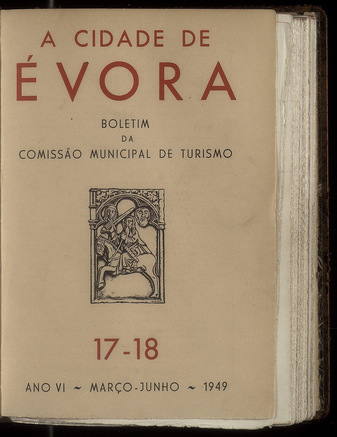 A CIDADE DE
ÉVORA
BOLETIM
DA
COMISSÃO MUNICIPAL DE TURISMO
17-18
ANO VI ~ MARÇO-JUNHO ~ 1949